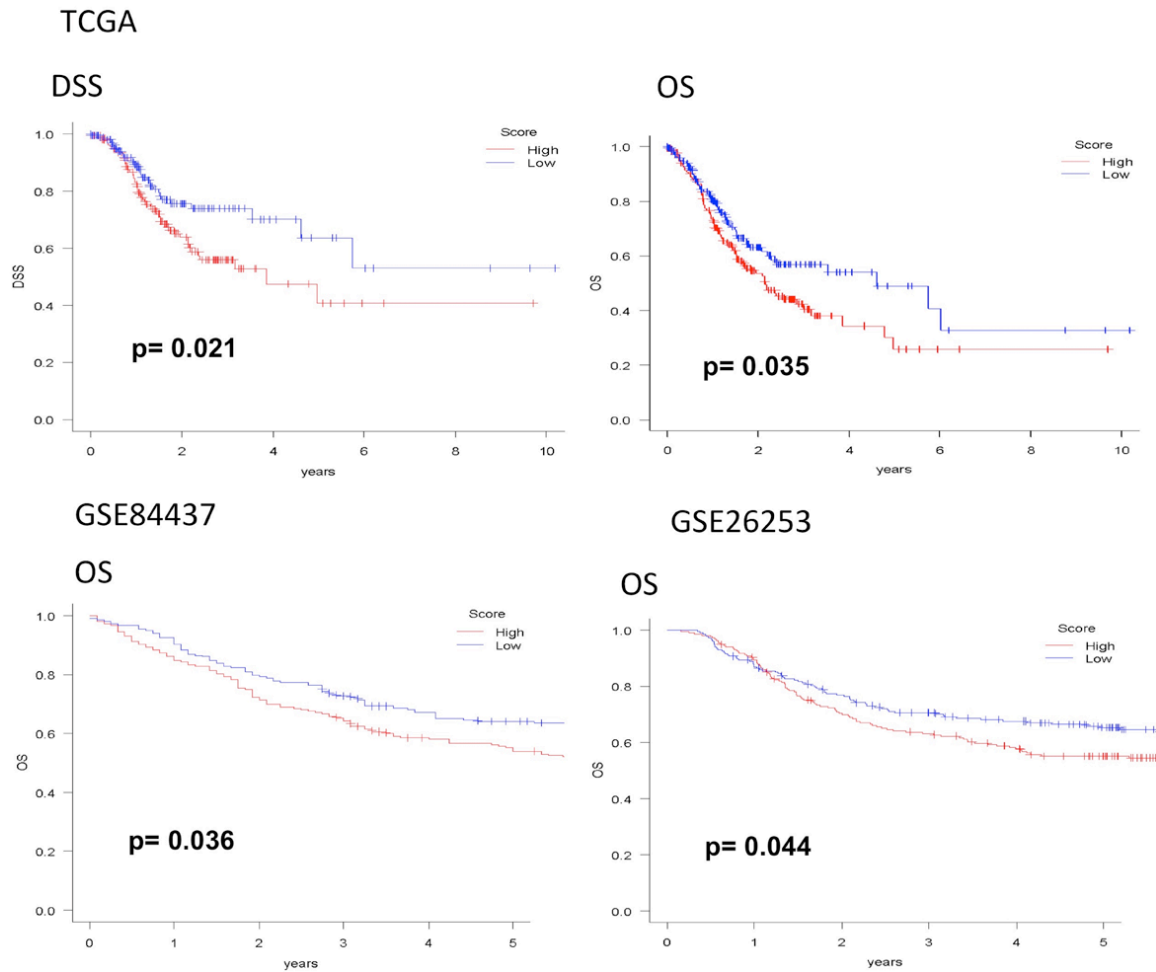 TCGA
DSS
1.0
0.8
0.6
0.4
0.2
0.0
DSS
Score
High
Low
p= 0.021
0 2 4 6 8 10
years
OS
1.0
0.8
0.6
0.4
0.2
0.0
OS
Score
High
Low
p= 0.035
0 2 4 6 8 10
years
GSE84437
OS
1.0
0.8
0.6
0.4
0.2
0.0
OS
Score
High
Low
p= 0.036
0 1 2 3 4 5
years
GSE26253
OS
1.0
0.8
0.6
0.4
0.2
0.0
OS
Score
High
Low
p= 0.044
0 1 2 3 4 5
years